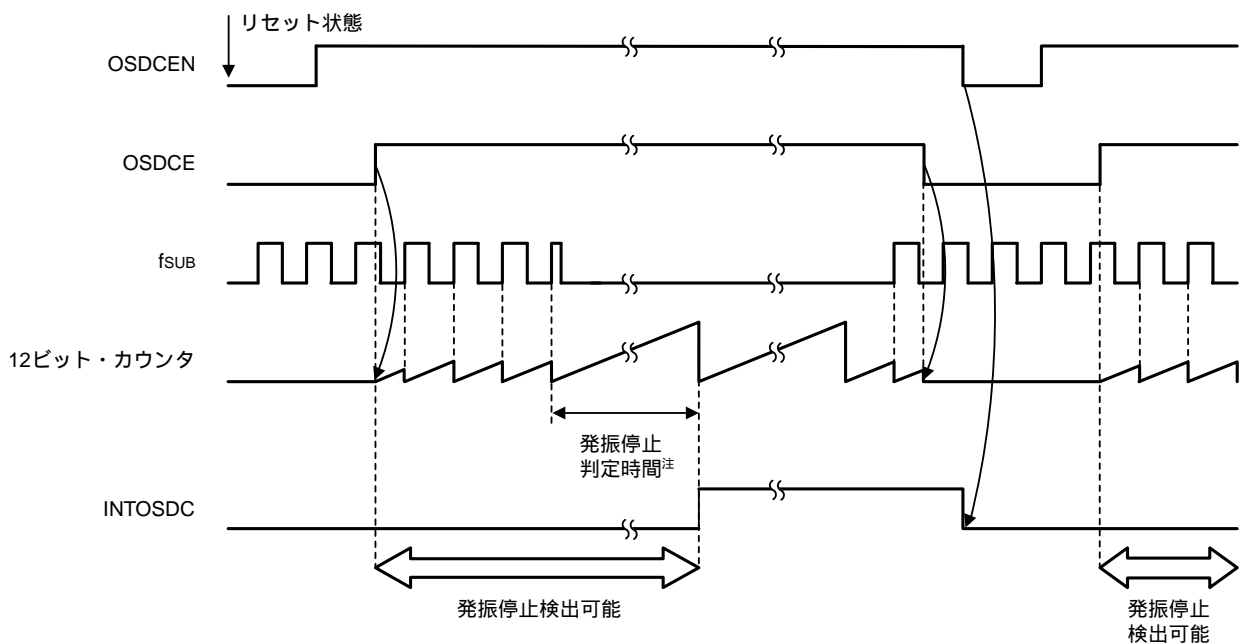 リセット状態
OSDCEN
OSDCE
fSUB
12ビット・カウンタ
発振停止
判定時間注
INTOSDC
発振停止検出可能
発振停止
検出可能